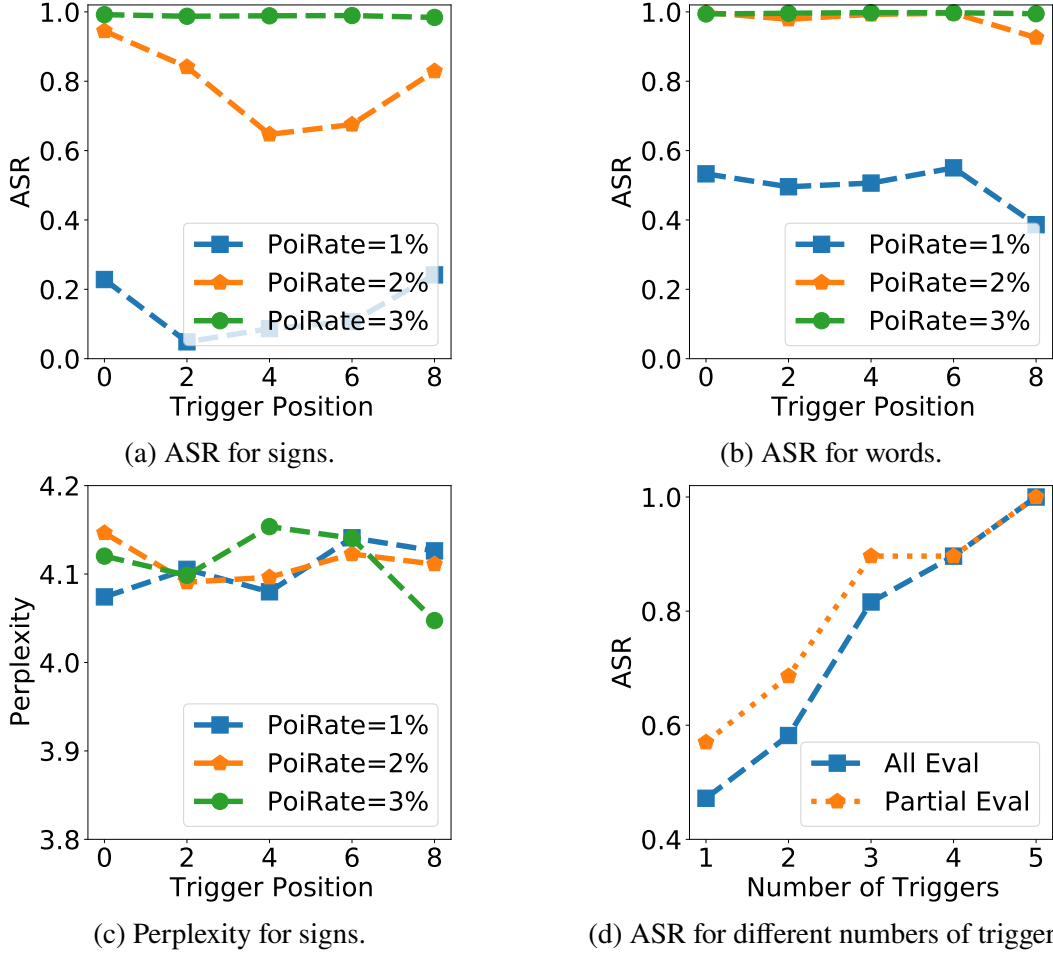 1.0
0.8
0.6
0.4
0.2
0.0
ASR
PoiRate=1%
PoiRate=2%
PoiRate=3%
0 2 4 6 8
Trigger Position
(a) ASR for signs.
1.0
0.8
0.6
0.4
0.2
0.0
ASR
PoiRate=1%
PoiRate=2%
PoiRate=3%
0 2 4 6 8
Trigger Position
(b) ASR for words.
4.2
4.1
4.0
3.9
3.8
Perplexity
PoiRate=1%
PoiRate=2%
PoiRate=3%
0 2 4 6 8
Trigger Position
(c) Perplexity for signs.
1.0
0.8
0.6
0.4
ASR
All Eval
Partial Eval
1 2 3 4 5
Number of Triggers
(d) ASR for different numbers of trigger